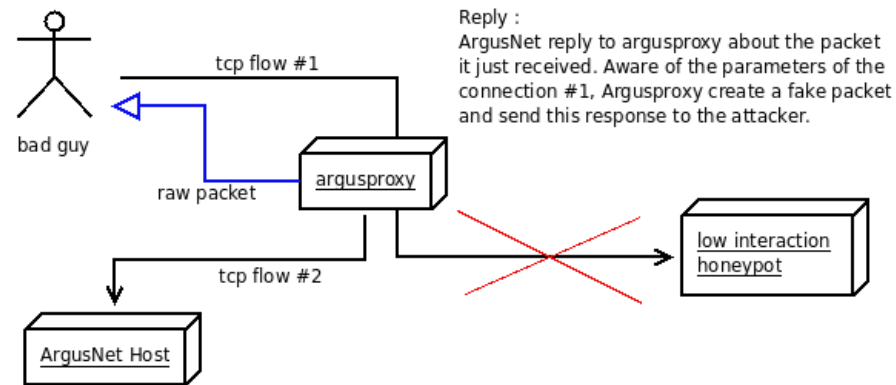 Reply :
ArgusNet reply to argusproxy about the packet
it just received. Aware of the parameters of the
connection #1, Argusproxy create a fake packet
and send this response to the attacker.
tcp flow #1
bad guy
argusproxy
raw packet
low interaction
honeypot
tcp flow #2
ArgusNet Host